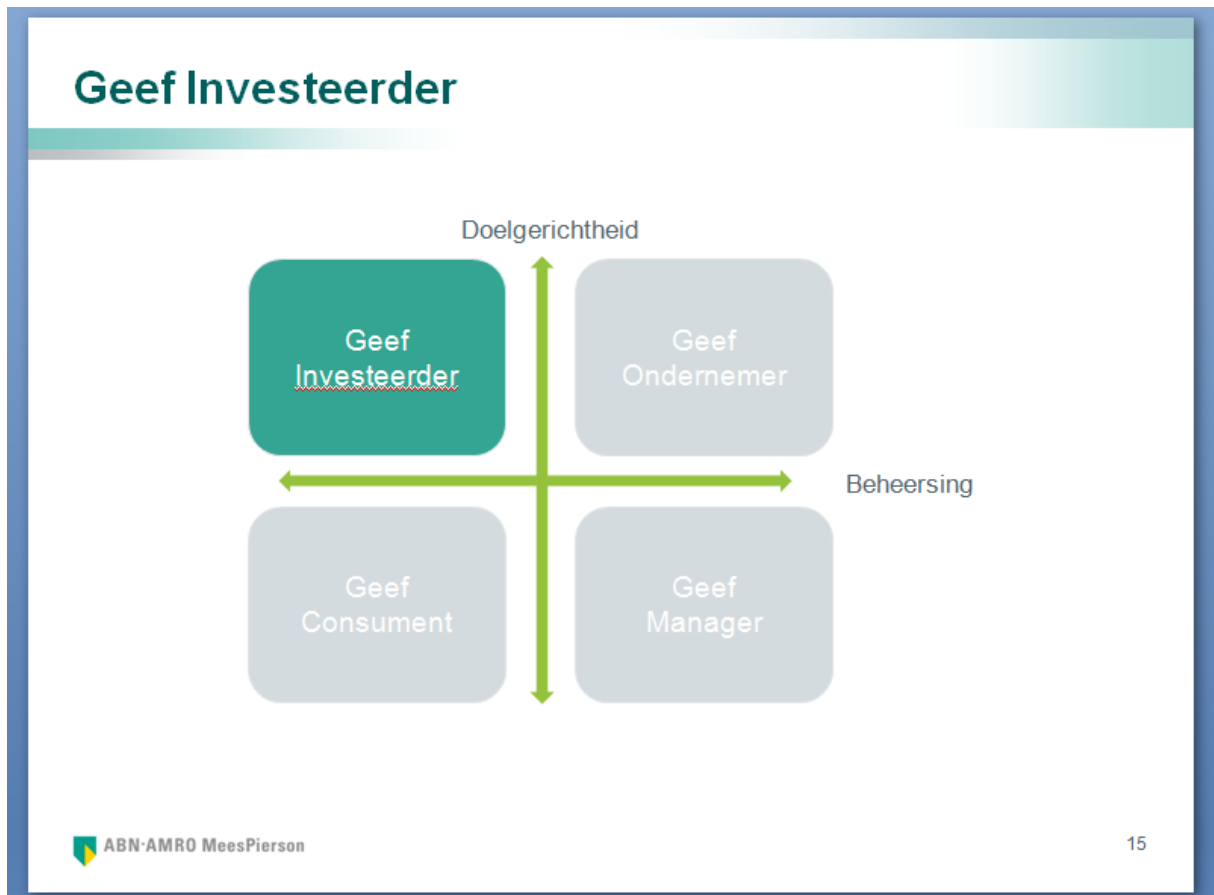 Geef Investeerder
Doelgerichtheid
Geef
Investeerder
Geef
Ondernemer
Beheersing
Geef
Consument
Geef
Manager
ABN·AMRO MeesPierson
15